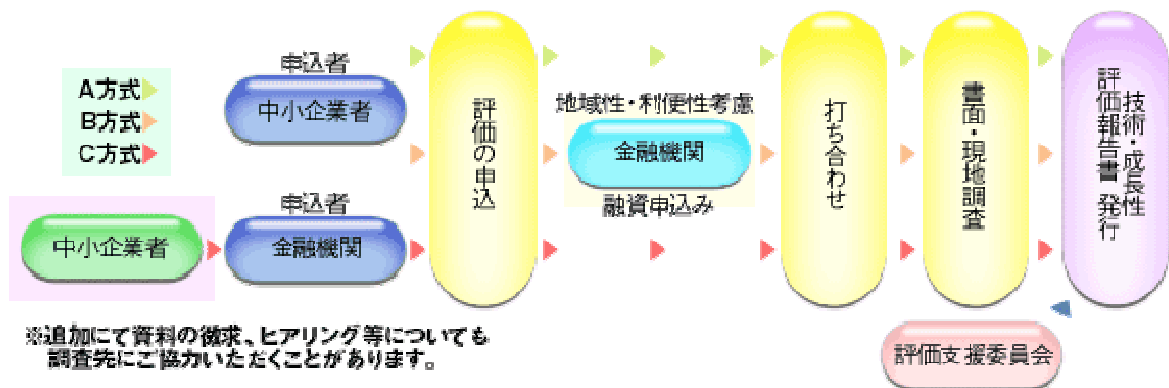 A方式
B方式
C方式
申込者
中小企業者
中小企業者
申込者
金融機関
評価の申込
地域性・利便性考慮
金融機関
融資申込み
打ち合わせ
書面・現地調査
技術・成長性
評価報告書 発行
評価支援委員会
※追加にて資料の徴求、ヒアリング等についても
調査先にご協力いただくことがあります。